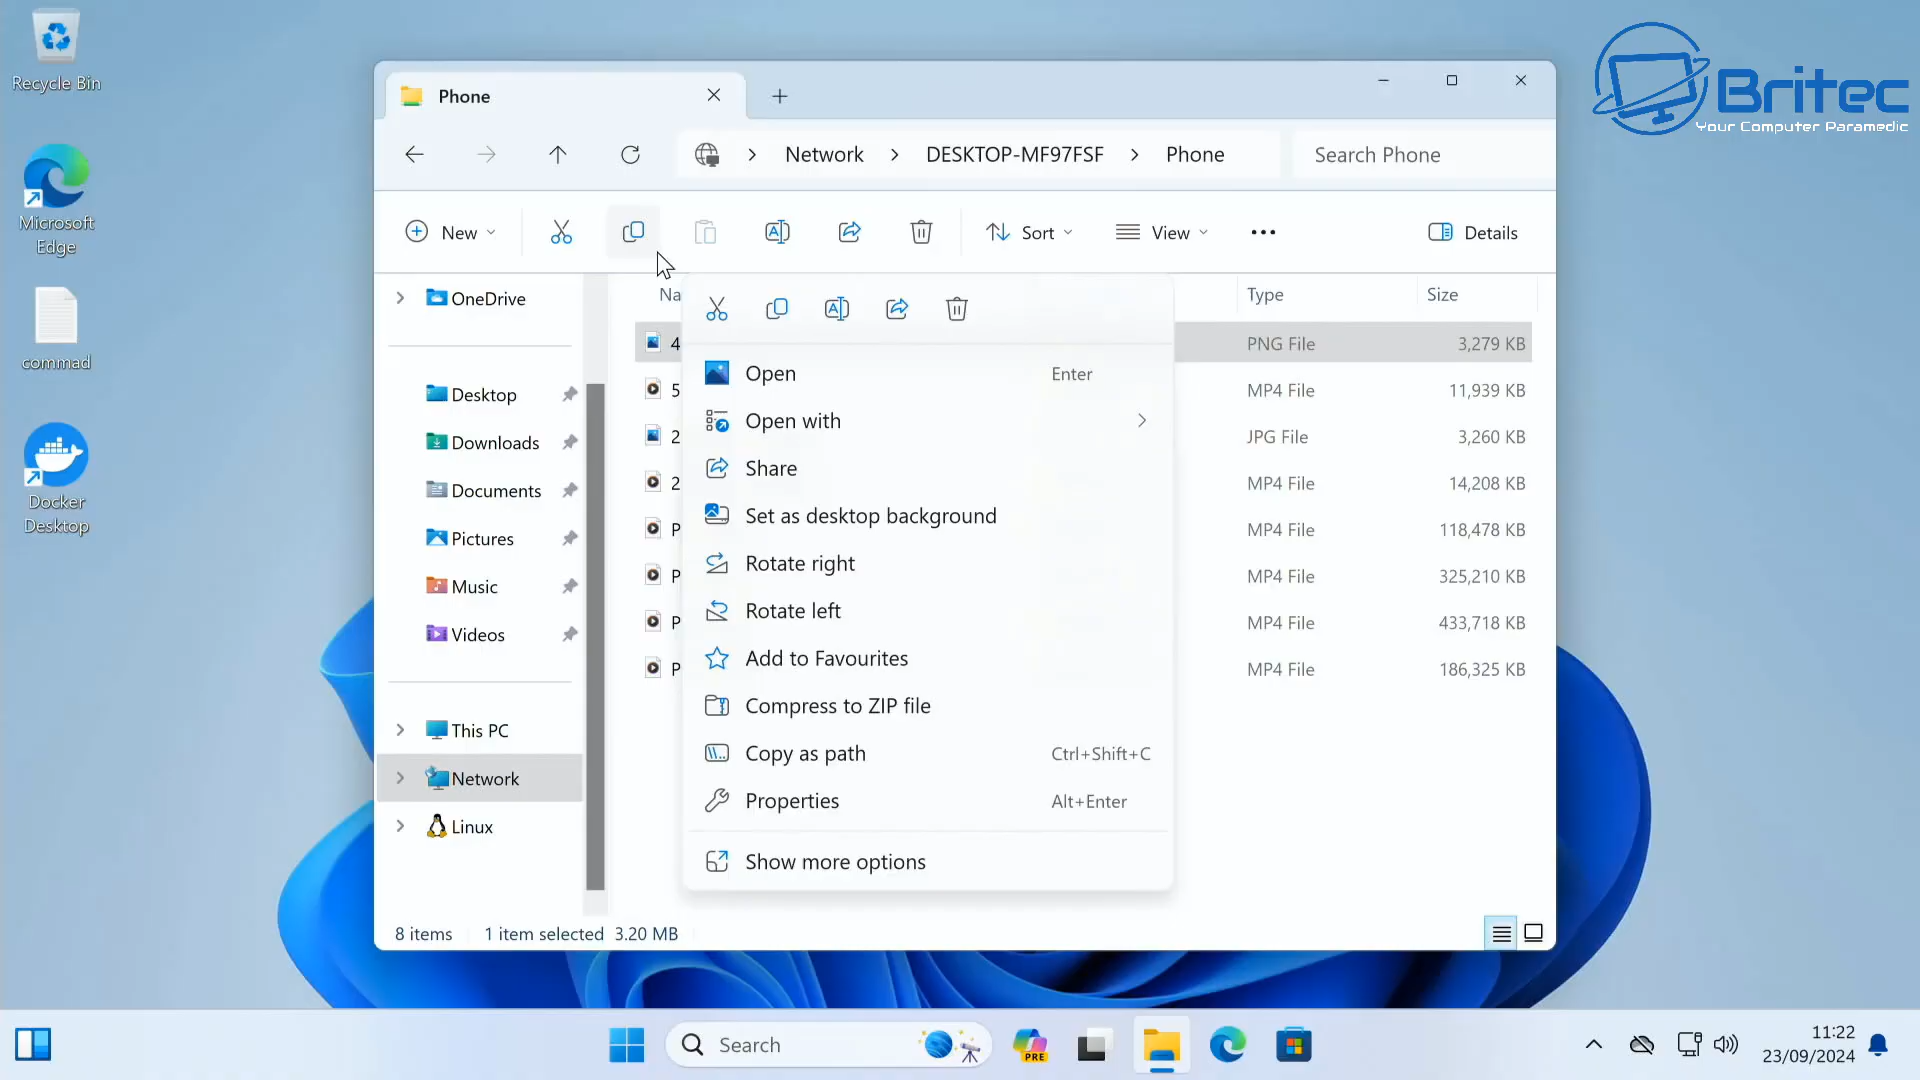 Recycle Bin
Microsoft
Edge
commad
Docker
Desktop
Britec
Your Computer Paramedic
Phone
Network
DESKTOP-MF97FSF
Phone
Search Phone
New
Sort
View
Details
OneDrive
Desktop
Downloads
Documents
Pictures
Music
Videos
This PC
Network
Linux
Na
Type
Size
4
PNG File
3,279 KB
5
MP4 File
11,939 KB
2
JPG File
3,260 KB
2
MP4 File
14,208 KB
P
MP4 File
118,478 KB
P
MP4 File
325,210 KB
P
MP4 File
433,718 KB
P
MP4 File
186,325 KB
Open
Enter
Open with
Share
Set as desktop background
Rotate right
Rotate left
Add to Favourites
Compress to ZIP file
Copy as path
Ctrl+Shift+C
Properties
Alt+Enter
Show more options
8 items
1 item selected 3.20 MB
Search
PRE
11:22
23/09/2024